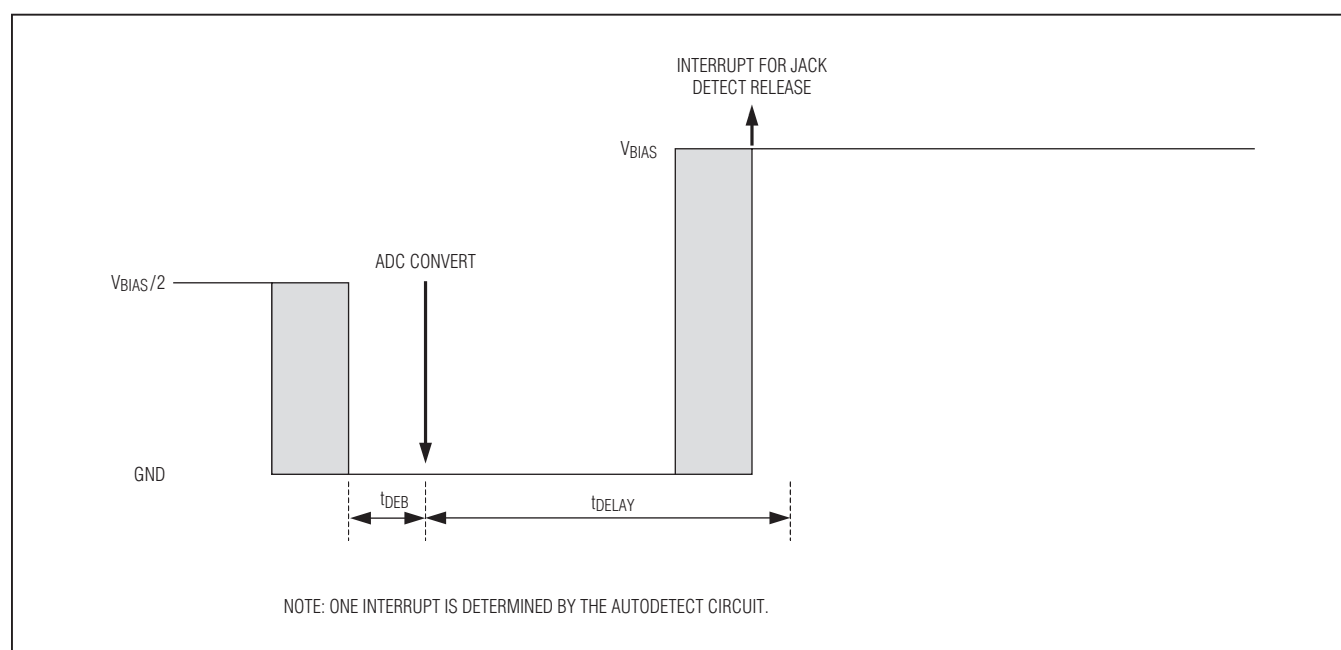 INTERRUPT FOR JACK
DETECT RELEASE
VBIAS
ADC CONVERT
VBIAS/2
GND
tDEB
tDELAY
NOTE: ONE INTERRUPT IS DETERMINED BY THE AUTODETECT CIRCUIT.